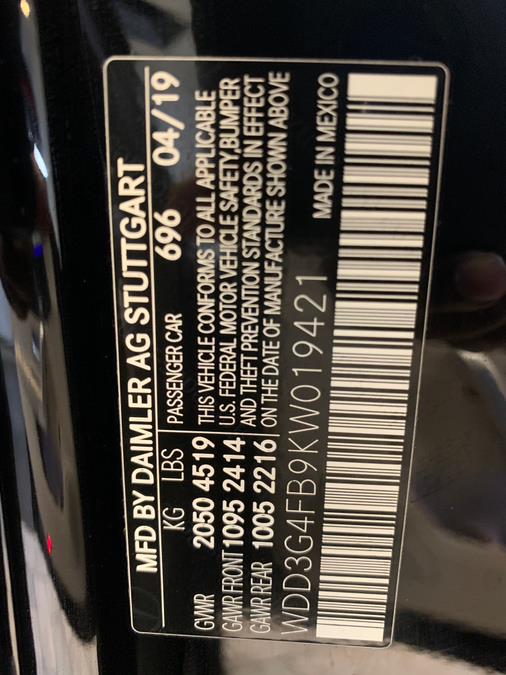 MFD BY DAIMLER AG STUTTGART
KG LBS PASSENGER CAR 696 04/19
GWR 2050 4519 THIS VEHICLE CONFORMS TO ALL APPLICABLE
GAWR FRONT 1095 2414 U.S. FEDERAL MOTOR VEHICLE SAFETY,BUMPER
GAWR REAR 1005 2216 AND THEFT PREVENTION STANDARDS IN EFFECT
ON THE DATE OF MANUFACTURE SHOWN ABOVE
WDD3G4FB9KW019421 MADE IN MEXICO